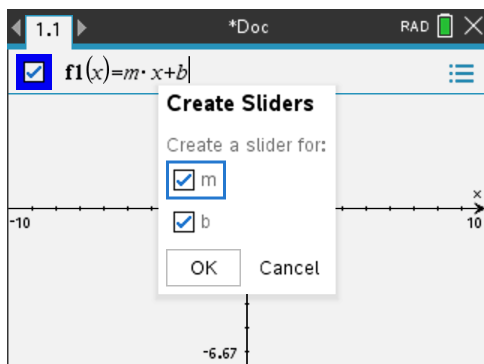 1.1 *Doc RAD
f1(x)=m·x+b
Create Sliders
Create a slider for:
m
b
OK Cancel
x
-10 10
-6.67